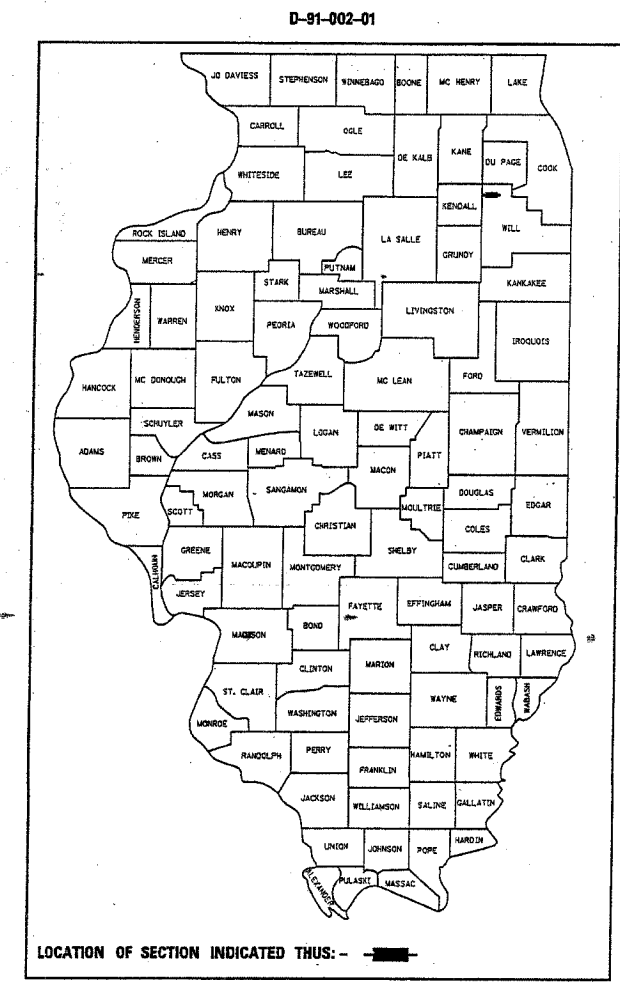 D-91-002-01
JO DAVIESS STEPHENSON WINNEBAGO BOONE MC HENRY LAKE
CARROLL OGLE
DE KALB KANE DU PAGE COOK
WHITESIDE LEE
KENDALL
ROCK ISLAND HENRY BUREAU LA SALLE WILL
MERCER PUTNAM GRUNDY
STARK MARSHALL KANKAKEE
HENDERSON WARREN KNOX PEORIA WOODFORD LIVINGSTON IROQUOIS
HANCOCK MC DONOUGH FULTON TAZEWELL MC LEAN FORD
MASON
SCHUYLER LOGAN DE WITT CHAMPAIGN VERMILION
ADAMS BROWN CASS MENARD MACON PIATT
PIKE SCOTT MORGAN SANGAMON MOULTRIE DOUGLAS EDGAR
CHRISTIAN COLES
GREENE MACOUPIN MONTGOMERY SHELBY CUMBERLAND CLARK
CALHOUN JERSEY
FAYETTE EFFINGHAM JASPER CRAWFORD
MADISON BOND
CLAY RICHLAND LAWRENCE
CLINTON MARION
ST. CLAIR WAYNE EDWARDS WABASH
MONROE WASHINGTON JEFFERSON
RANDOLPH PERRY HAMILTON WHITE
FRANKLIN
JACKSON WILLIAMSON SALINE GALLATIN
UNION JOHNSON POPE HARDIN
ALEXANDER PULASKI MASSAC
LOCATION OF SECTION INDICATED THUS: -